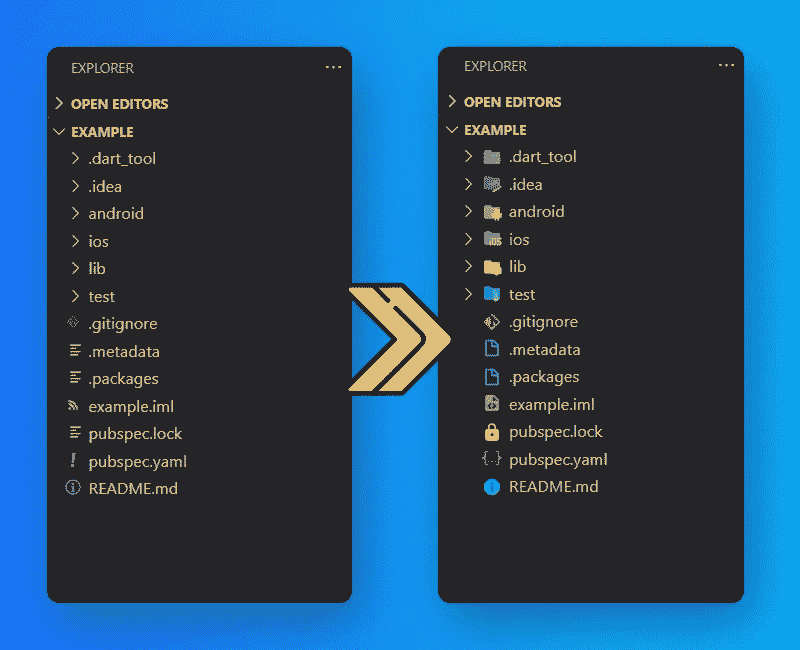 EXPLORER
OPEN EDITORS
EXAMPLE
.dart_tool
.idea
android
ios
lib
test
.gitignore
.metadata
.packages
example.iml
pubspec.lock
pubspec.yaml
README.md
EXPLORER
OPEN EDITORS
EXAMPLE
.dart_tool
.idea
android
ios
lib
test
.gitignore
.metadata
.packages
example.iml
pubspec.lock
pubspec.yaml
README.md